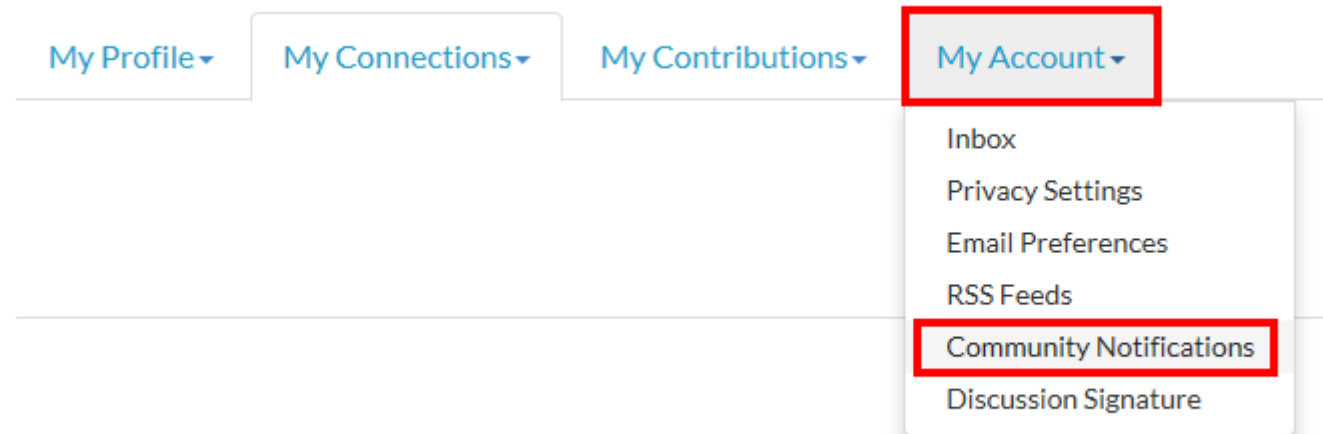 My Profile My Connections My Contributions My Account
Inbox
Privacy Settings
Email Preferences
RSS Feeds
Community Notifications
Discussion Signature